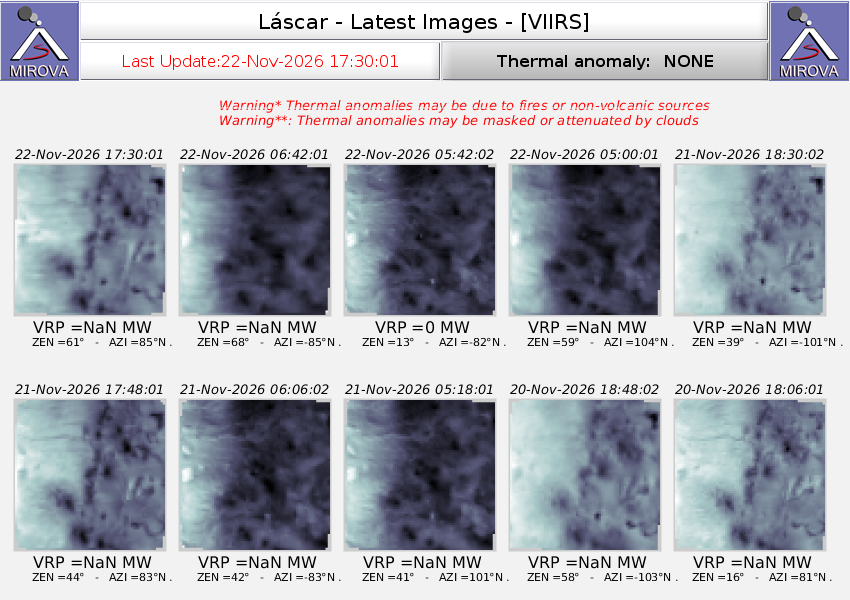 MIROVA
Láscar - Latest Images - [VIIRS]
MIROVA
Last Update:22-Nov-2026 17:30:01
Thermal anomaly: NONE
Warning* Thermal anomalies may be due to fires or non-volcanic sources
Warning**: Thermal anomalies may be masked or attenuated by clouds
22-Nov-2026 17:30:01 22-Nov-2026 06:42:01 22-Nov-2026 05:42:02 22-Nov-2026 05:00:01 21-Nov-2026 18:30:02
VRP =NaN MW VRP =NaN MW VRP =0 MW VRP =NaN MW VRP =NaN MW
ZEN =61° - AZI =85°N . ZEN =68° - AZI =-85°N . ZEN =13° - AZI =-82°N . ZEN =59° - AZI =104°N . ZEN =39° - AZI =-101°N .
21-Nov-2026 17:48:01 21-Nov-2026 06:06:02 21-Nov-2026 05:18:01 20-Nov-2026 18:48:02 20-Nov-2026 18:06:01
VRP =NaN MW VRP =NaN MW VRP =NaN MW VRP =NaN MW VRP =NaN MW
ZEN =44° - AZI =83°N . ZEN =42° - AZI =-83°N . ZEN =41° - AZI =101°N . ZEN =58° - AZI =-103°N . ZEN =16° - AZI =81°N .